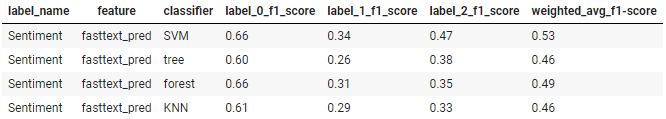 label_name feature classifier label_0_f1_score label_1_f1_score label_2_f1_score weighted_avg_f1-score
Sentiment fasttext_pred SVM 0.66 0.34 0.47 0.53
Sentiment fasttext_pred tree 0.60 0.26 0.38 0.46
Sentiment fasttext_pred forest 0.66 0.31 0.35 0.49
Sentiment fasttext_pred KNN 0.61 0.29 0.33 0.46